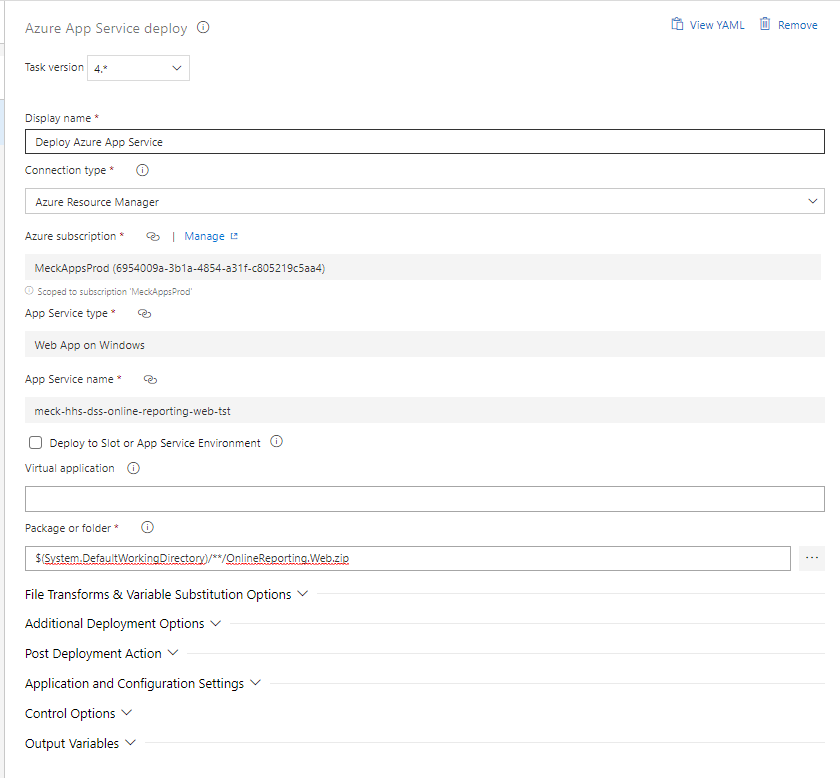 Azure App Service deploy
View YAML
Remove
Task version
4.*
Display name *
Deploy Azure App Service
Connection type *
Azure Resource Manager
Azure subscription *
| Manage
MeckAppsProd (6954009a-3b1a-4854-a31f-c805219c5aa4)
Scoped to subscription 'MeckAppsProd'
App Service type *
Web App on Windows
App Service name *
meck-hhs-dss-online-reporting-web-tst
Deploy to Slot or App Service Environment
Virtual application
Package or folder *
$(System.DefaultWorkingDirectory)/**/OnlineReporting.Web.zip
...
File Transforms & Variable Substitution Options
Additional Deployment Options
Post Deployment Action
Application and Configuration Settings
Control Options
Output Variables